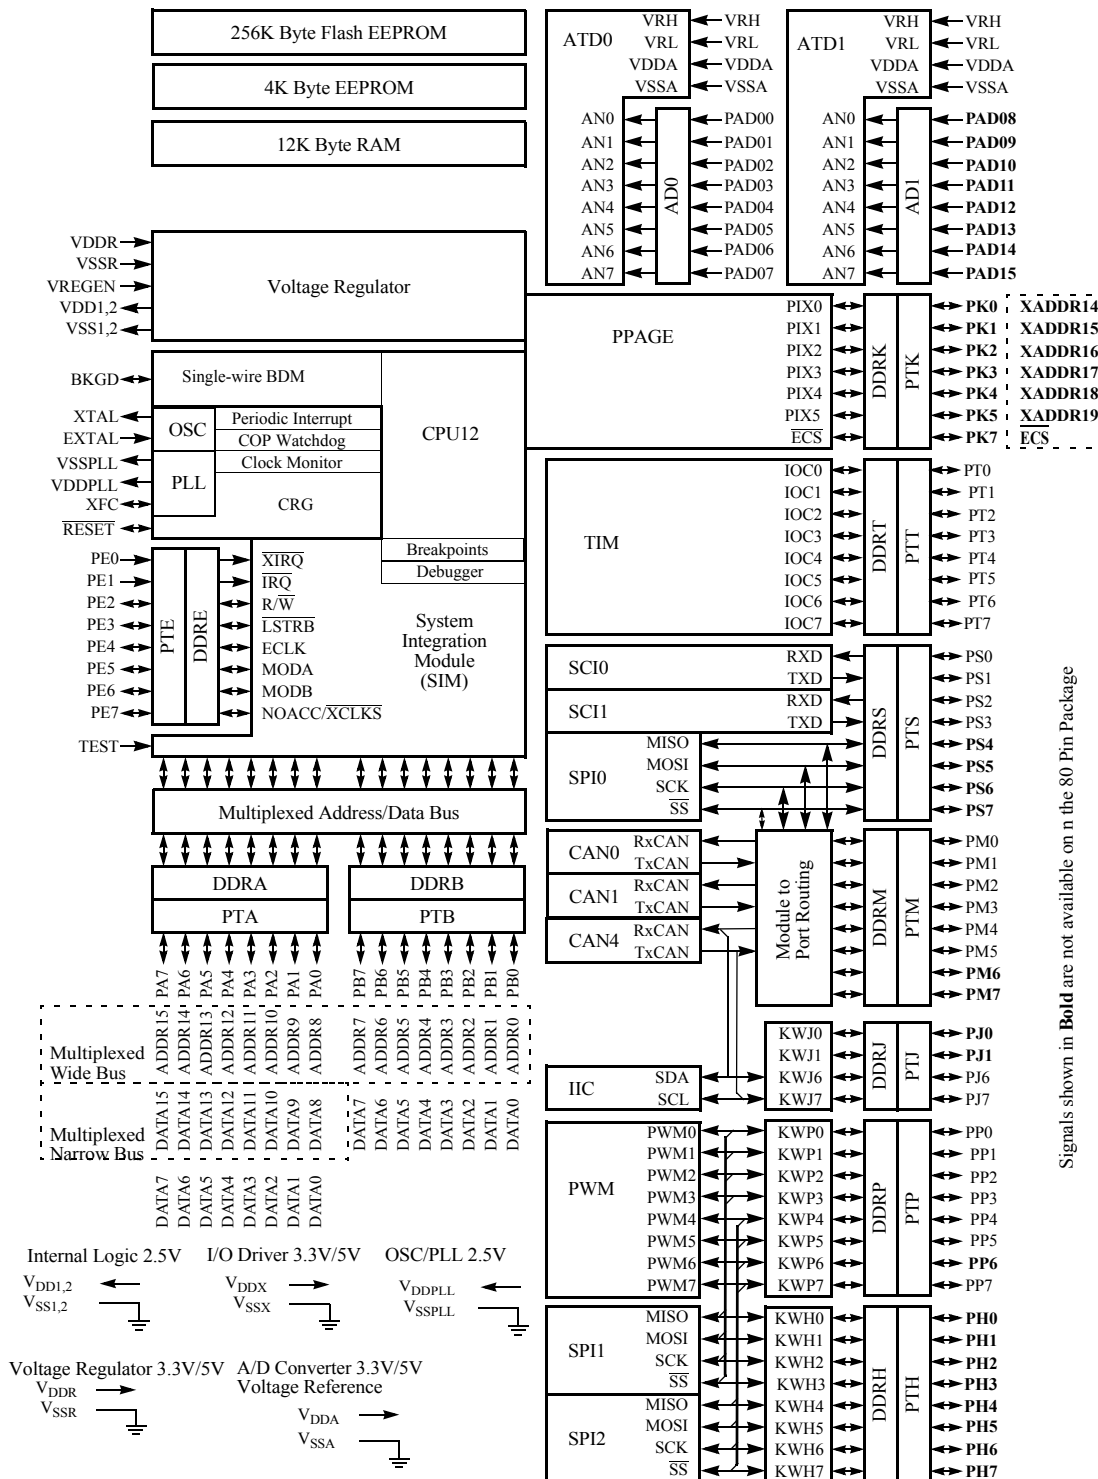 256K Byte Flash EEPROM
4K Byte EEPROM
12K Byte RAM
VDDR
VSSR
VREGEN
VDD1,2
VSS1,2
Voltage Regulator
BKGD
XTAL
EXTAL
VSSPLL
VDDPLL
XFC
RESET
Single-wire BDM
OSC
PLL
Periodic Interrupt
COP Watchdog
Clock Monitor
CRG
CPU12
Breakpoints
Debugger
PE0
PE1
PE2
PE3
PE4
PE5
PE6
PE7
TEST
PTE
DDRE
XIRQ
IRQ
R/W
LSTRB
ECLK
MODA
MODB
NOACC/XCLKS
System
Integration
Module
(SIM)
Multiplexed Address/Data Bus
DDRA
PTA
DDRB
PTB
PA7
PA6
PA5
PA4
PA3
PA2
PA1
PA0
PB7
PB6
PB5
PB4
PB3
PB2
PB1
PB0
Multiplexed
Wide Bus
ADDR15
ADDR14
ADDR13
ADDR12
ADDR11
ADDR10
ADDR9
ADDR8
ADDR7
ADDR6
ADDR5
ADDR4
ADDR3
ADDR2
ADDR1
ADDR0
DATA15
DATA14
DATA13
DATA12
DATA11
DATA10
DATA9
DATA8
DATA7
DATA6
DATA5
DATA4
DATA3
DATA2
DATA1
DATA0
Multiplexed
Narrow Bus
DATA7
DATA6
DATA5
DATA4
DATA3
DATA2
DATA1
DATA0
Internal Logic 2.5V
VDD1,2
VSS1,2
I/O Driver 3.3V/5V
VDDX
VSSX
OSC/PLL 2.5V
VDDPLL
VSSPLL
Voltage Regulator 3.3V/5V
VDDR
VSSR
A/D Converter 3.3V/5V
Voltage Reference
VDDA
VSSA
ATD0
VRH
VRL
VDDA
VSSA
VRH
VRL
VDDA
VSSA
AN0
AN1
AN2
AN3
AN4
AN5
AN6
AN7
AD0
PAD00
PAD01
PAD02
PAD03
PAD04
PAD05
PAD06
PAD07
ATD1
VRH
VRL
VDDA
VSSA
VRH
VRL
VDDA
VSSA
AN0
AN1
AN2
AN3
AN4
AN5
AN6
AN7
AD1
PAD08
PAD09
PAD10
PAD11
PAD12
PAD13
PAD14
PAD15
PPAGE
PIX0
PIX1
PIX2
PIX3
PIX4
PIX5
ECS
DDRK
PTK
PK0
PK1
PK2
PK3
PK4
PK5
PK7
XADDR14
XADDR15
XADDR16
XADDR17
XADDR18
XADDR19
ECS
TIM
IOC0
IOC1
IOC2
IOC3
IOC4
IOC5
IOC6
IOC7
DDRT
PTT
PT0
PT1
PT2
PT3
PT4
PT5
PT6
PT7
SCI0
RXD
TXD
SCI1
RXD
TXD
SPI0
MISO
MOSI
SCK
SS
DDRS
PTS
PS0
PS1
PS2
PS3
PS4
PS5
PS6
PS7
CAN0
RxCAN
TxCAN
CAN1
RxCAN
TxCAN
CAN4
RxCAN
TxCAN
Module to
Port Routing
DDRM
PTM
PM0
PM1
PM2
PM3
PM4
PM5
PM6
PM7
IIC
SDA
SCL
KWJ0
KWJ1
KWJ6
KWJ7
DDRJ
PTJ
PJ0
PJ1
PJ6
PJ7
PWM
PWM0
PWM1
PWM2
PWM3
PWM4
PWM5
PWM6
PWM7
KWP0
KWP1
KWP2
KWP3
KWP4
KWP5
KWP6
KWP7
DDRP
PTP
PP0
PP1
PP2
PP3
PP4
PP5
PP6
PP7
SPI1
MISO
MOSI
SCK
SS
SPI2
MISO
MOSI
SCK
SS
KWH0
KWH1
KWH2
KWH3
KWH4
KWH5
KWH6
KWH7
DDRH
PTH
PH0
PH1
PH2
PH3
PH4
PH5
PH6
PH7
Signals shown in Bold are not available on n the 80 Pin Package